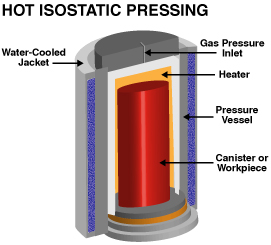 HOT ISOSTATIC PRESSING
Water-Cooled
Jacket
Gas Pressure
Inlet
Heater
Pressure
Vessel
Canister or
Workpiece